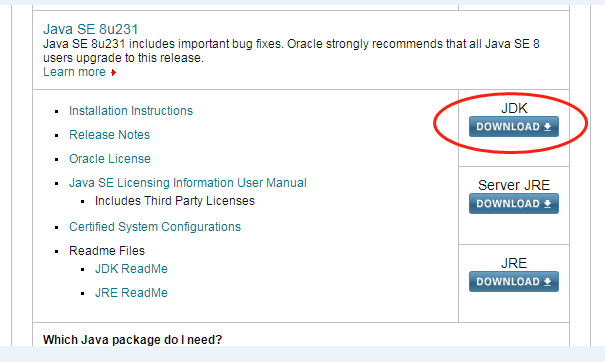 Java SE 8u231
Java SE 8u231 includes important bug fixes. Oracle strongly recommends that all Java SE 8
users upgrade to this release.
Learn more
Installation Instructions
Release Notes
Oracle License
Java SE Licensing Information User Manual
Includes Third Party Licenses
Certified System Configurations
Readme Files
JDK ReadMe
JRE ReadMe
JDK
DOWNLOAD
Server JRE
DOWNLOAD
JRE
DOWNLOAD
Which Java package do I need?